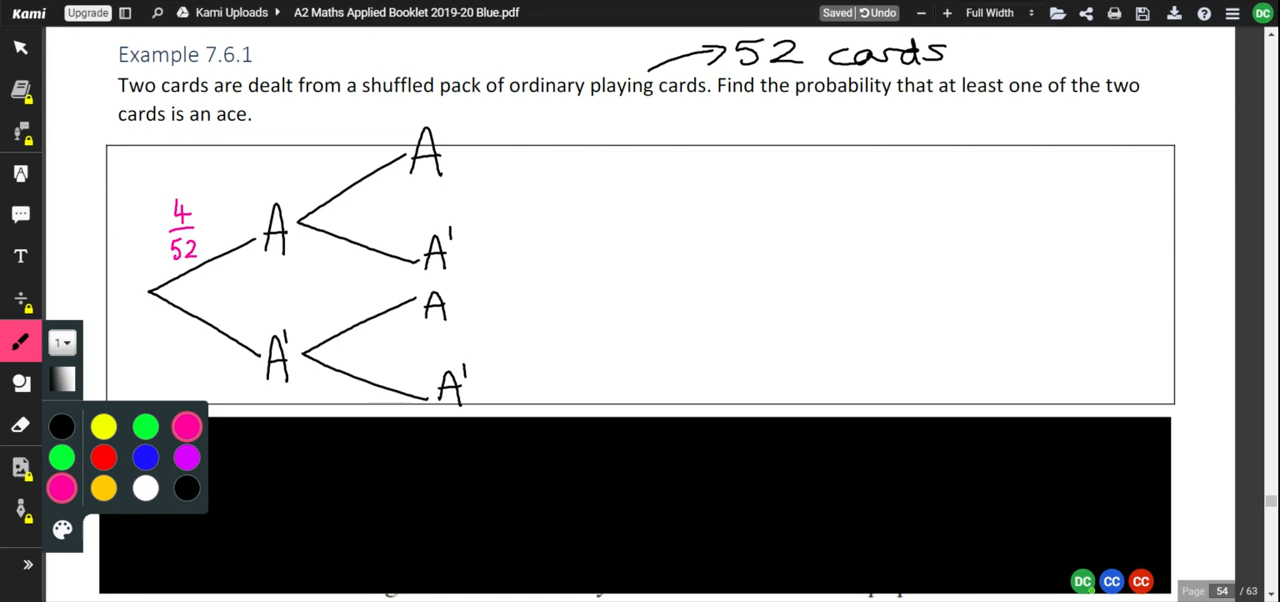 Kami Upgrade Kami Uploads A2 Maths Applied Booklet 2019-20 Blue.pdf Saved Undo Full Width DC
Example 7.6.1
52 cards
Two cards are dealt from a shuffled pack of ordinary playing cards. Find the probability that at least one of the two
cards is an ace.
A
4
52
A
A'
A
A'
A'
T
1
DC CC CC
Page 54 / 63